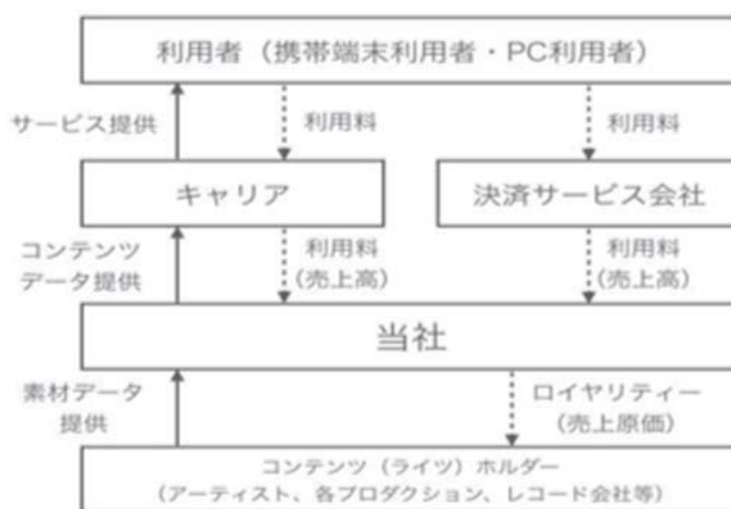 利用者（携帯端末利用者・PC利用者）
サービス提供
利用料
利用料
キャリア
決済サービス会社
コンテンツ
データ提供
利用料
（売上高）
利用料
（売上高）
当社
素材データ
提供
ロイヤリティー
（売上原価）
コンテンツ（ライツ）ホルダー
（アーティスト、各プロダクション、レコード会社等）